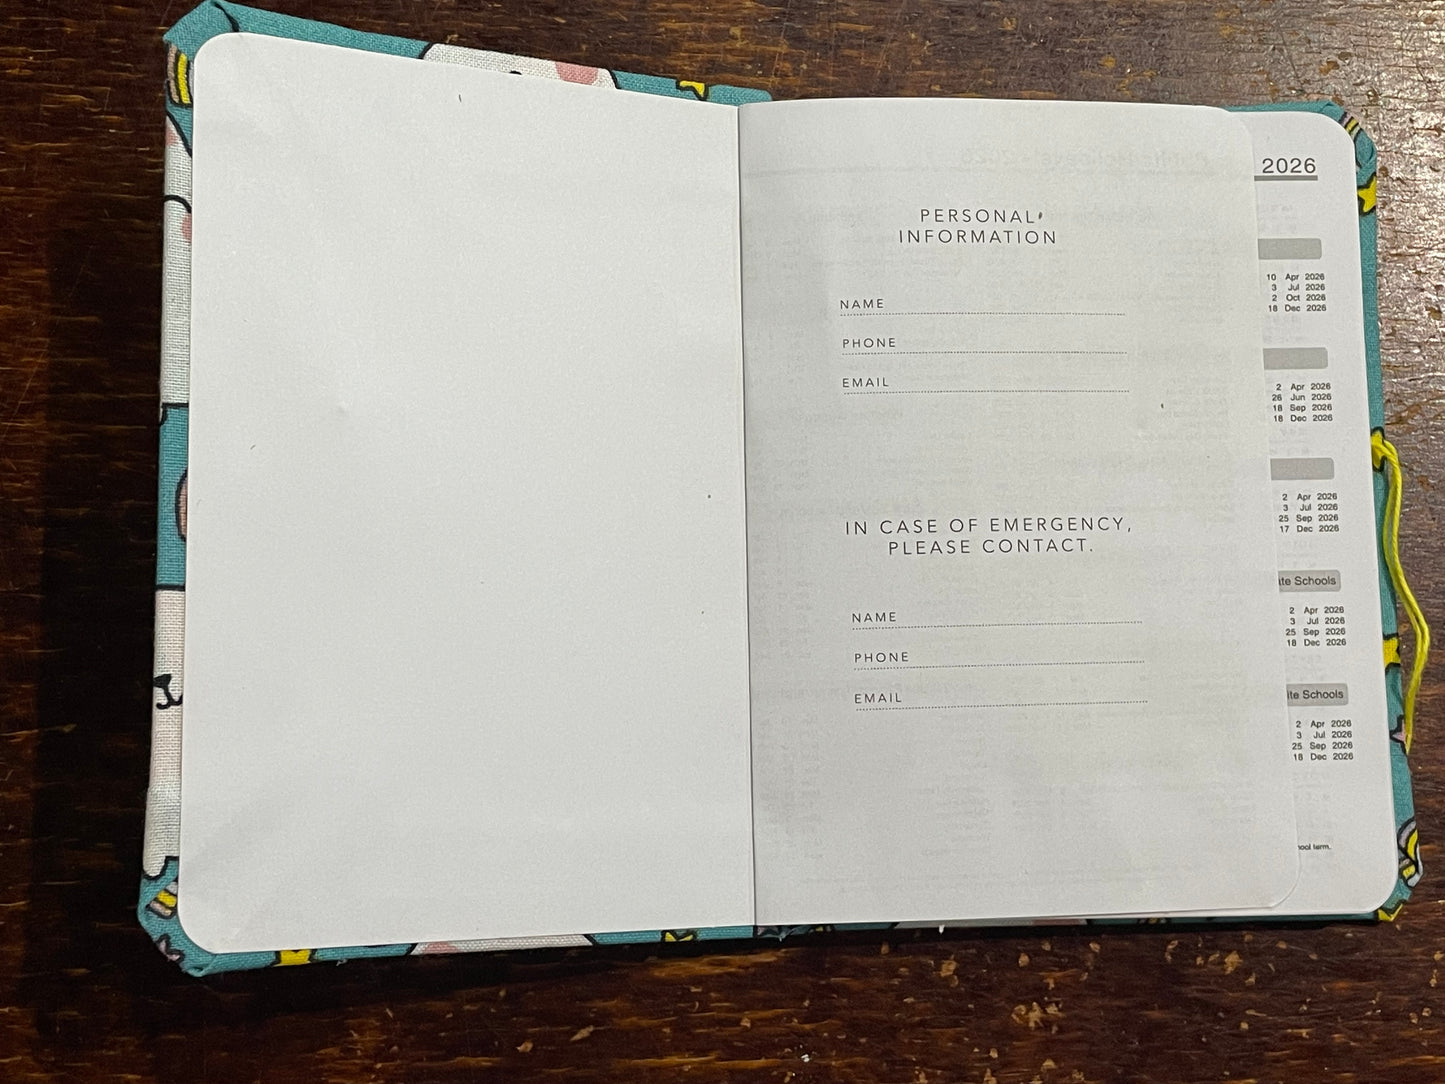 PERSONAL
INFORMATION
NAME
PHONE
EMAIL
IN CASE OF EMERGENCY,
PLEASE CONTACT.
NAME
PHONE
EMAIL
2026
10 Apr 2026
3 Jul 2026
2 Oct 2026
18 Dec 2026
2 Apr 2026
26 Jun 2026
18 Sep 2026
18 Dec 2026
2 Apr 2026
3 Jul 2026
25 Sep 2026
17 Dec 2026
Schools
2 Apr 2026
3 Jul 2026
25 Sep 2026
18 Dec 2026
Schools
2 Apr 2026
3 Jul 2026
25 Sep 2026
18 Dec 2026
term.